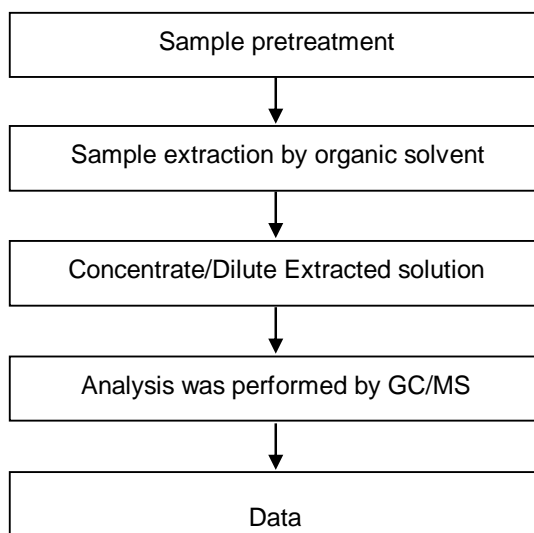 Sample pretreatment
Sample extraction by organic solvent
Concentrate/Dilute Extracted solution
Analysis was performed by GC/MS
Data